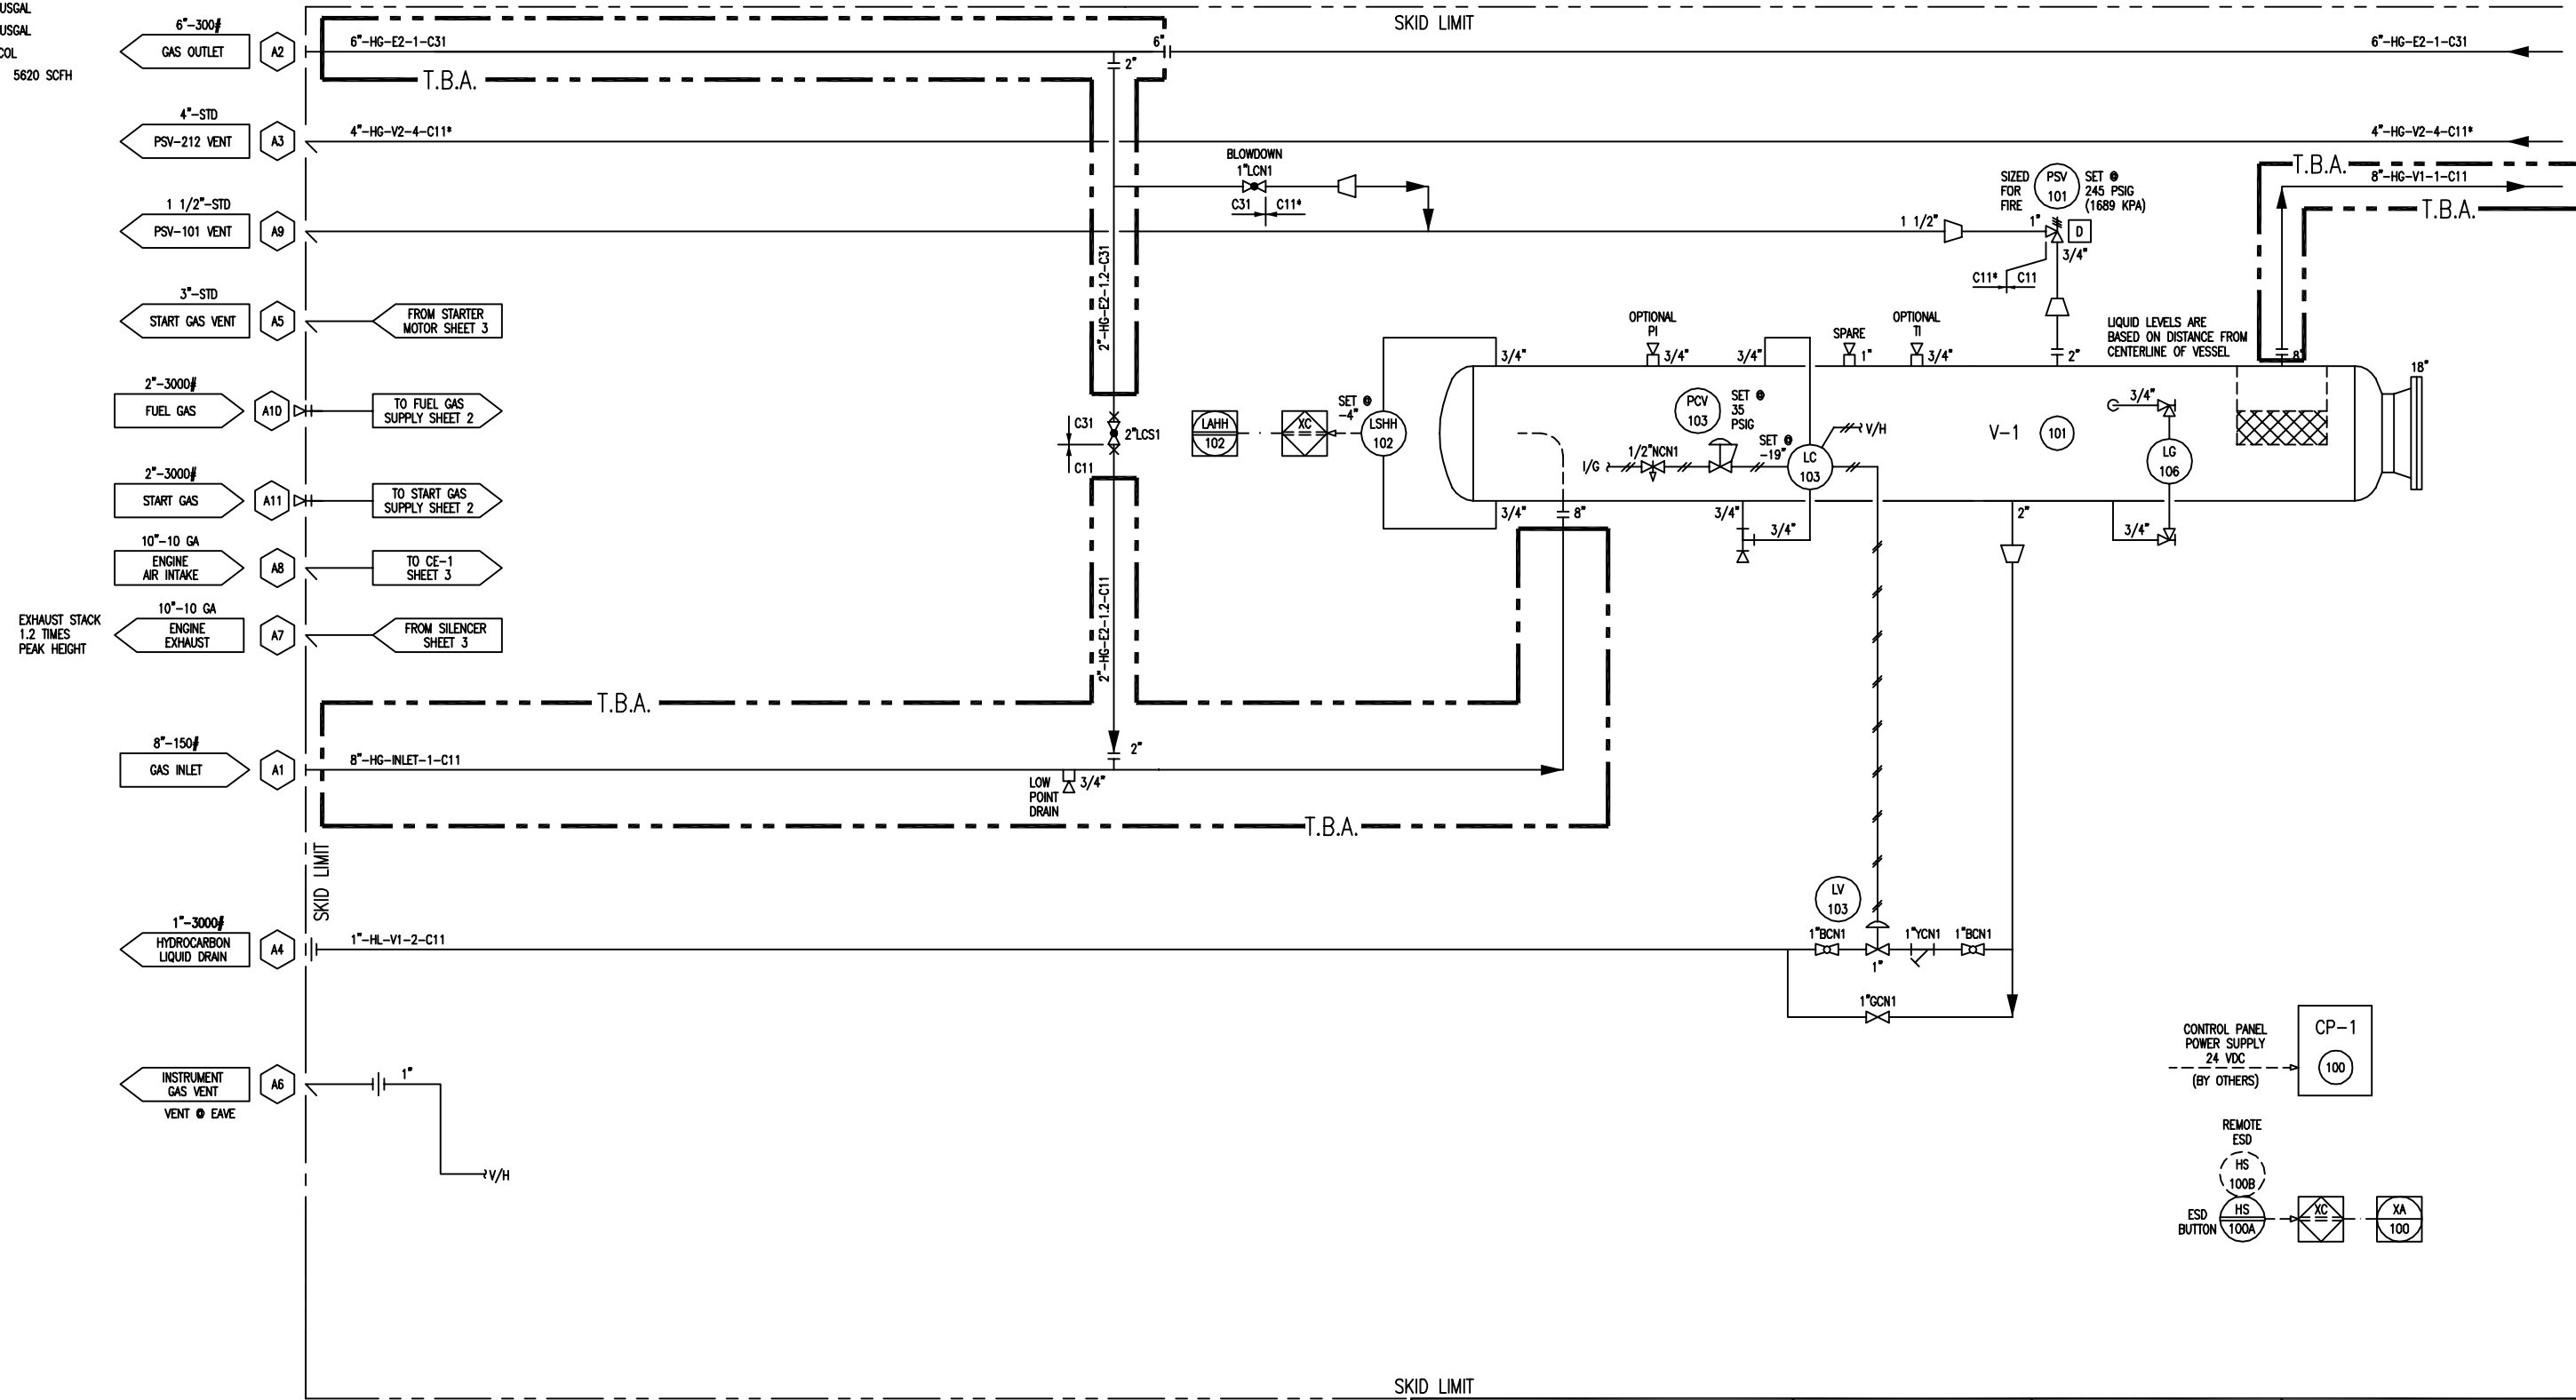 USGAL
USGAL
COL
5620 SCFH
SKID LIMIT
6"-300#
GAS OUTLET
A2
6"-HG-E2-1-C31
6"
6"-HG-E2-1-C31
T.B.A.
2"
4"-STD
PSV-212 VENT
A3
4"-HG-V2-4-C11*
4"-HG-V2-4-C11*
BLOWDOWN
1"LCN1
C31
C11*
1 1/2"-STD
PSV-101 VENT
A9
1 1/2"
1"
SIZED
FOR
FIRE
PSV
101
SET @
245 PSIG
(1689 KPA)
D
3/4"
C11*
C11
T.B.A.
8"-HG-V1-1-C11
T.B.A.
2"-HG-E2-1.2-C31
3"-STD
START GAS VENT
A5
FROM STARTER
MOTOR SHEET 3
2"-3000#
FUEL GAS
A10
TO FUEL GAS
SUPPLY SHEET 2
2"-3000#
START GAS
A11
TO START GAS
SUPPLY SHEET 2
10"-10 GA
ENGINE
AIR INTAKE
A8
TO CE-1
SHEET 3
EXHAUST STACK
1.2 TIMES
PEAK HEIGHT
10"-10 GA
ENGINE
EXHAUST
A7
FROM SILENCER
SHEET 3
C31
C11
2"LCS1
LAHH
102
XC
SET @
-4"
LSHH
102
3/4"
OPTIONAL
PI
3/4"
3/4"
SPARE
1"
OPTIONAL
TI
3/4"
2"
LIQUID LEVELS ARE
BASED ON DISTANCE FROM
CENTERLINE OF VESSEL
8"
18"
PCV
103
SET @
35
PSIG
I/G
1/2"NCN1
SET @
-19"
LC
103
V/H
V-1
101
3/4"
LG
106
3/4"
8"
3/4"
3/4"
2"
3/4"
2"-HG-E2-1.2-C11
T.B.A.
8"-150#
GAS INLET
A1
8"-HG-INLET-1-C11
2"
LOW
POINT
DRAIN
3/4"
T.B.A.
SKID LIMIT
1"-3000#
HYDROCARBON
LIQUID DRAIN
A4
1"-HL-V1-2-C11
LV
103
1"BCN1
1"
1"YCN1
1"BCN1
1"GCN1
INSTRUMENT
GAS VENT
A6
VENT @ EAVE
1"
V/H
CONTROL PANEL
POWER SUPPLY
24 VDC
(BY OTHERS)
CP-1
100
REMOTE
ESD
HS
100B
ESD
BUTTON
HS
100A
XC
XA
100
SKID LIMIT